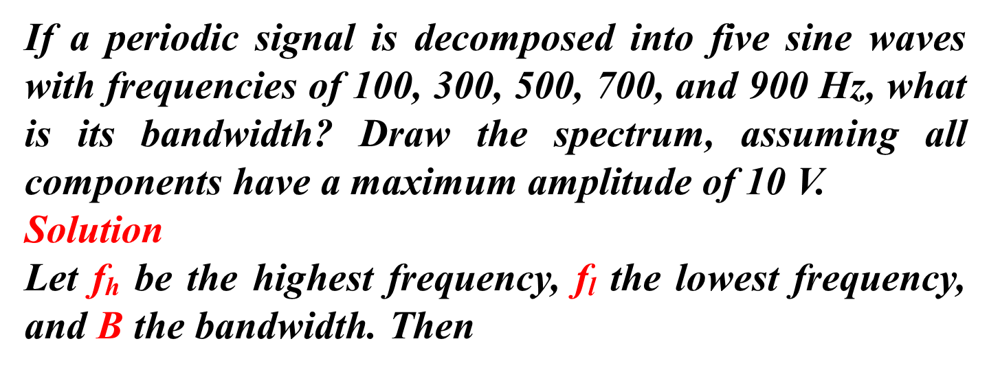 If a periodic signal is decomposed into five sine waves
with frequencies of 100, 300, 500, 700, and 900 Hz, what
is its bandwidth? Draw the spectrum, assuming all
components have a maximum amplitude of 10 V.
Solution
Let fh be the highest frequency, fl the lowest frequency,
and B the bandwidth. Then